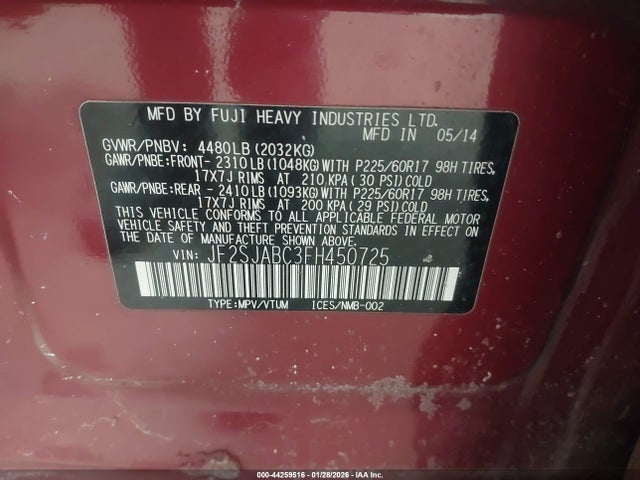 MFD BY FUJI HEAVY INDUSTRIES LTD.
MFD IN 05/14
GVWR/PNBV: 4480LB (2032KG)
GAWR/PNBE:FRONT- 2310LB(1048KG)WITH P225/60R17 98H TIRES,
17X7J RIMS AT 210 KPA (30 PSI)COLD
GAWR/PNBE:REAR - 2410LB(1093KG)WITH P225/60R17 98H TIRES,
17X7J RIMS AT 200 KPA (29 PSI)COLD
THIS VEHICLE CONFORMS TO ALL APPLICABLE FEDERAL MOTOR
VEHICLE SAFETY AND THEFT PREVENTION STANDARDS IN EFFECT
ON THE DATE OF MANUFACTURE SHOWN ABOVE.
VIN: JF2SJABC3FH450725
TYPE:MPV/VTUM ICES/NMB-002
000-44259516 | 01/28/2026 | IAA Inc.